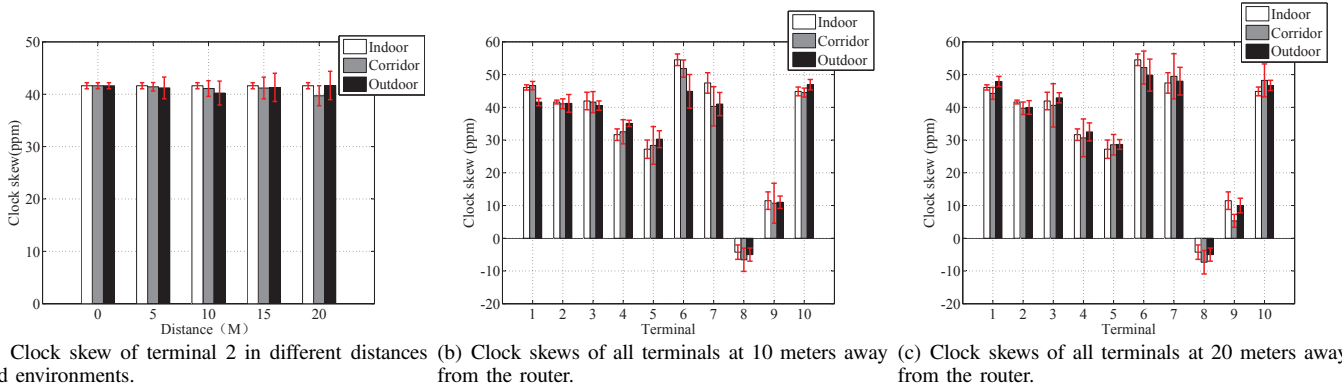 50
40
30
20
10
0
Clock skew(ppm)
0 5 10 15 20
Distance（M）
Indoor
Corridor
Outdoor
Clock skew of terminal 2 in different distances
d environments.
60
50
40
30
20
10
0
-10
-20
Clock skew (ppm)
1 2 3 4 5 6 7 8 9 10
Terminal
Indoor
Corridor
Outdoor
(b) Clock skews of all terminals at 10 meters away
from the router.
60
50
40
30
20
10
0
-10
-20
Clock skew (ppm)
1 2 3 4 5 6 7 8 9 10
Terminal
Indoor
Corridor
Outdoor
(c) Clock skews of all terminals at 20 meters away
from the router.